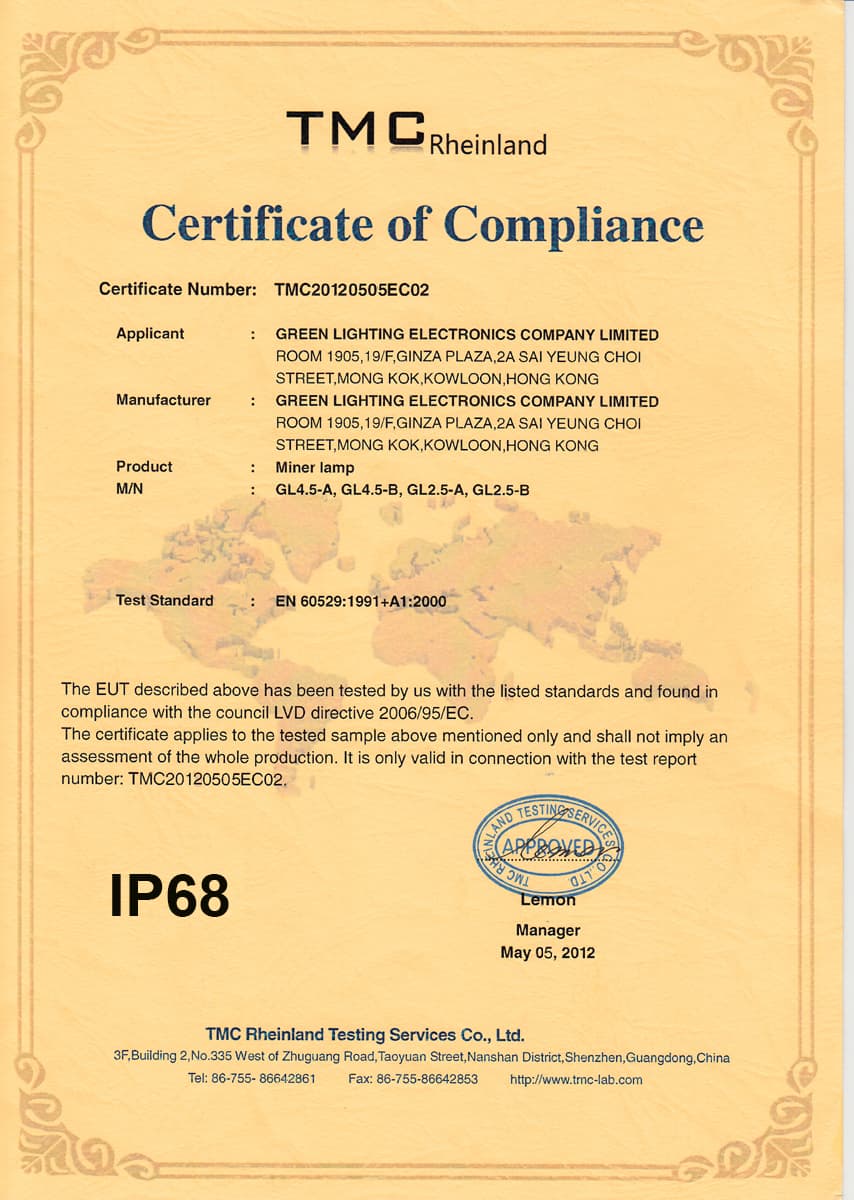 TMC Rheinland
Certificate of Compliance
Certificate Number: TMC20120505EC02
Applicant : GREEN LIGHTING ELECTRONICS COMPANY LIMITED
ROOM 1905,19/F,GINZA PLAZA,2A SAI YEUNG CHOI
STREET,MONG KOK,KOWLOON,HONG KONG
Manufacturer : GREEN LIGHTING ELECTRONICS COMPANY LIMITED
ROOM 1905,19/F,GINZA PLAZA,2A SAI YEUNG CHOI
STREET,MONG KOK,KOWLOON,HONG KONG
Product : Miner lamp
M/N : GL4.5-A, GL4.5-B, GL2.5-A, GL2.5-B
Test Standard : EN 60529:1991+A1:2000
The EUT described above has been tested by us with the listed standards and found in
compliance with the council LVD directive 2006/95/EC.
The certificate applies to the tested sample above mentioned only and shall not imply an
assessment of the whole production. It is only valid in connection with the test report
number: TMC20120505EC02.
TMC RHEINLAND TESTING SERVICES CO.,LTD
APPROVED
Lemon
IP68
Lemon
Manager
May 05, 2012
TMC Rheinland Testing Services Co., Ltd.
3F,Building 2,No.335 West of Zhuguang Road,Taoyuan Street,Nanshan District,Shenzhen,Guangdong,China
Tel: 86-755- 86642861 Fax: 86-755-86642853 http://www.tmc-lab.com